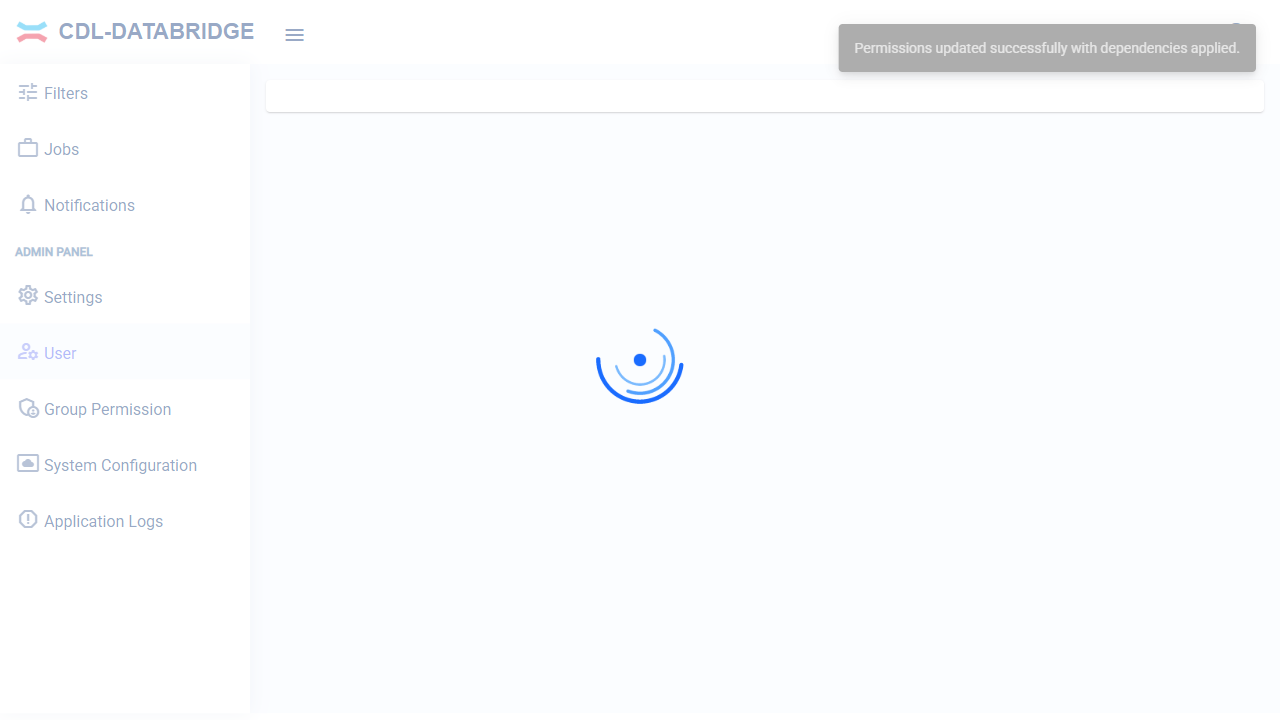 CDL-DATABRIDGE
Permissions updated successfully with dependencies applied.
Filters
Jobs
Notifications
ADMIN PANEL
Settings
User
Group Permission
System Configuration
Application Logs